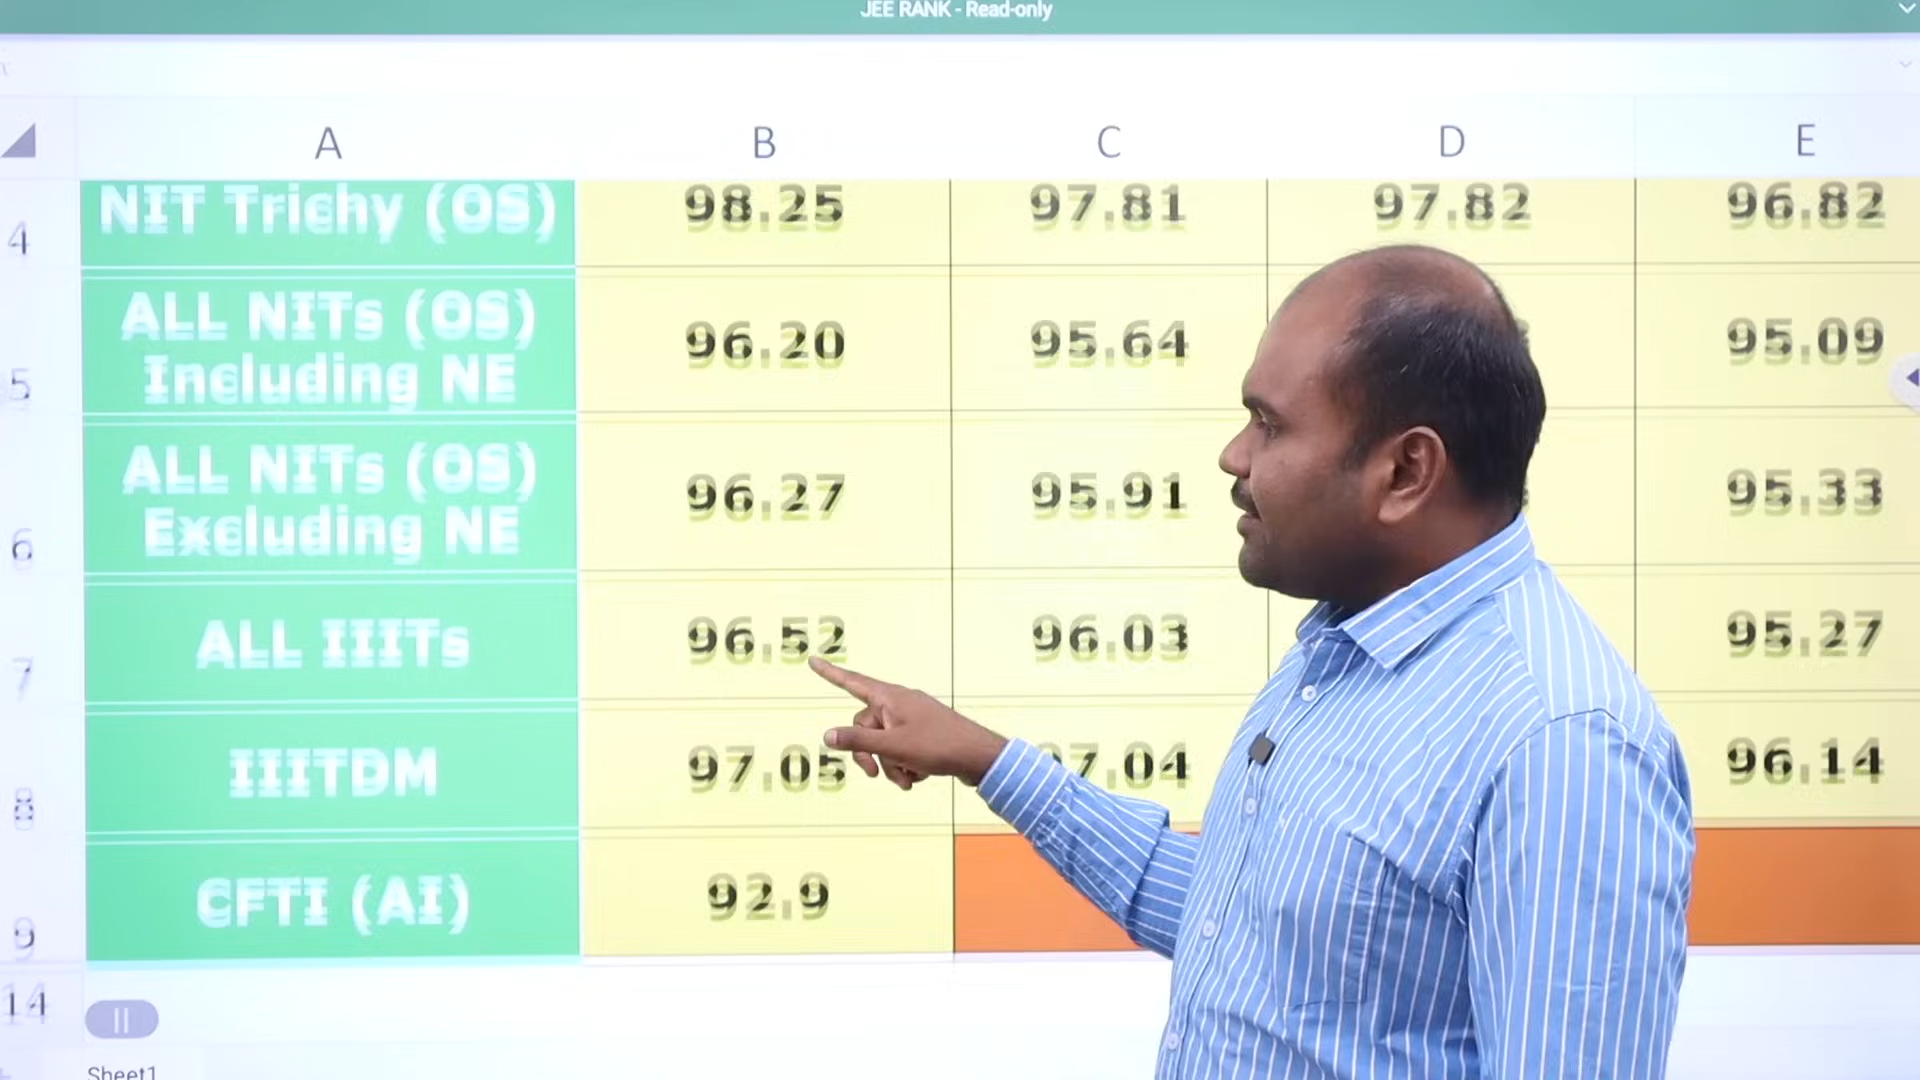 JEE RANK - Read-only
A B C D E
4 NIT Trichy (OS) 98.25 97.81 97.82 96.82
ALL NITs (OS)
5 Including NE 96.20 95.64 95.09
ALL NITs (OS)
6 Excluding NE 96.27 95.91 95.33
7 ALL IIITs 96.52 96.03 95.27
8 IIITDM 97.05 7.04 96.14
9 CFTI (AI) 92.9
14
Sheet1